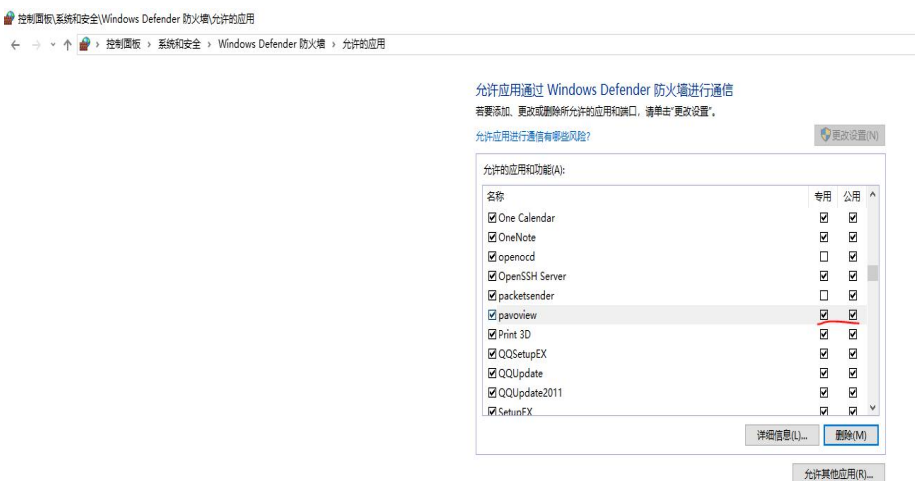 控制面板\系统和安全\Windows Defender 防火墙\允许的应用
控制面板 › 系统和安全 › Windows Defender 防火墙 › 允许的应用
允许应用通过 Windows Defender 防火墙进行通信
若要添加、更改或删除所允许的应用和端口，请单击"更改设置"。
允许应用进行通信有哪些风险?
更改设置(N)
允许的应用和功能(A):
名称 专用 公用
One Calendar
OneNote
openocd
OpenSSH Server
packetsender
pavoview
Print 3D
QQSetupEX
QQUpdate
QQUpdate2011
SetupEX
详细信息(L)... 删除(M)
允许其他应用(R)...